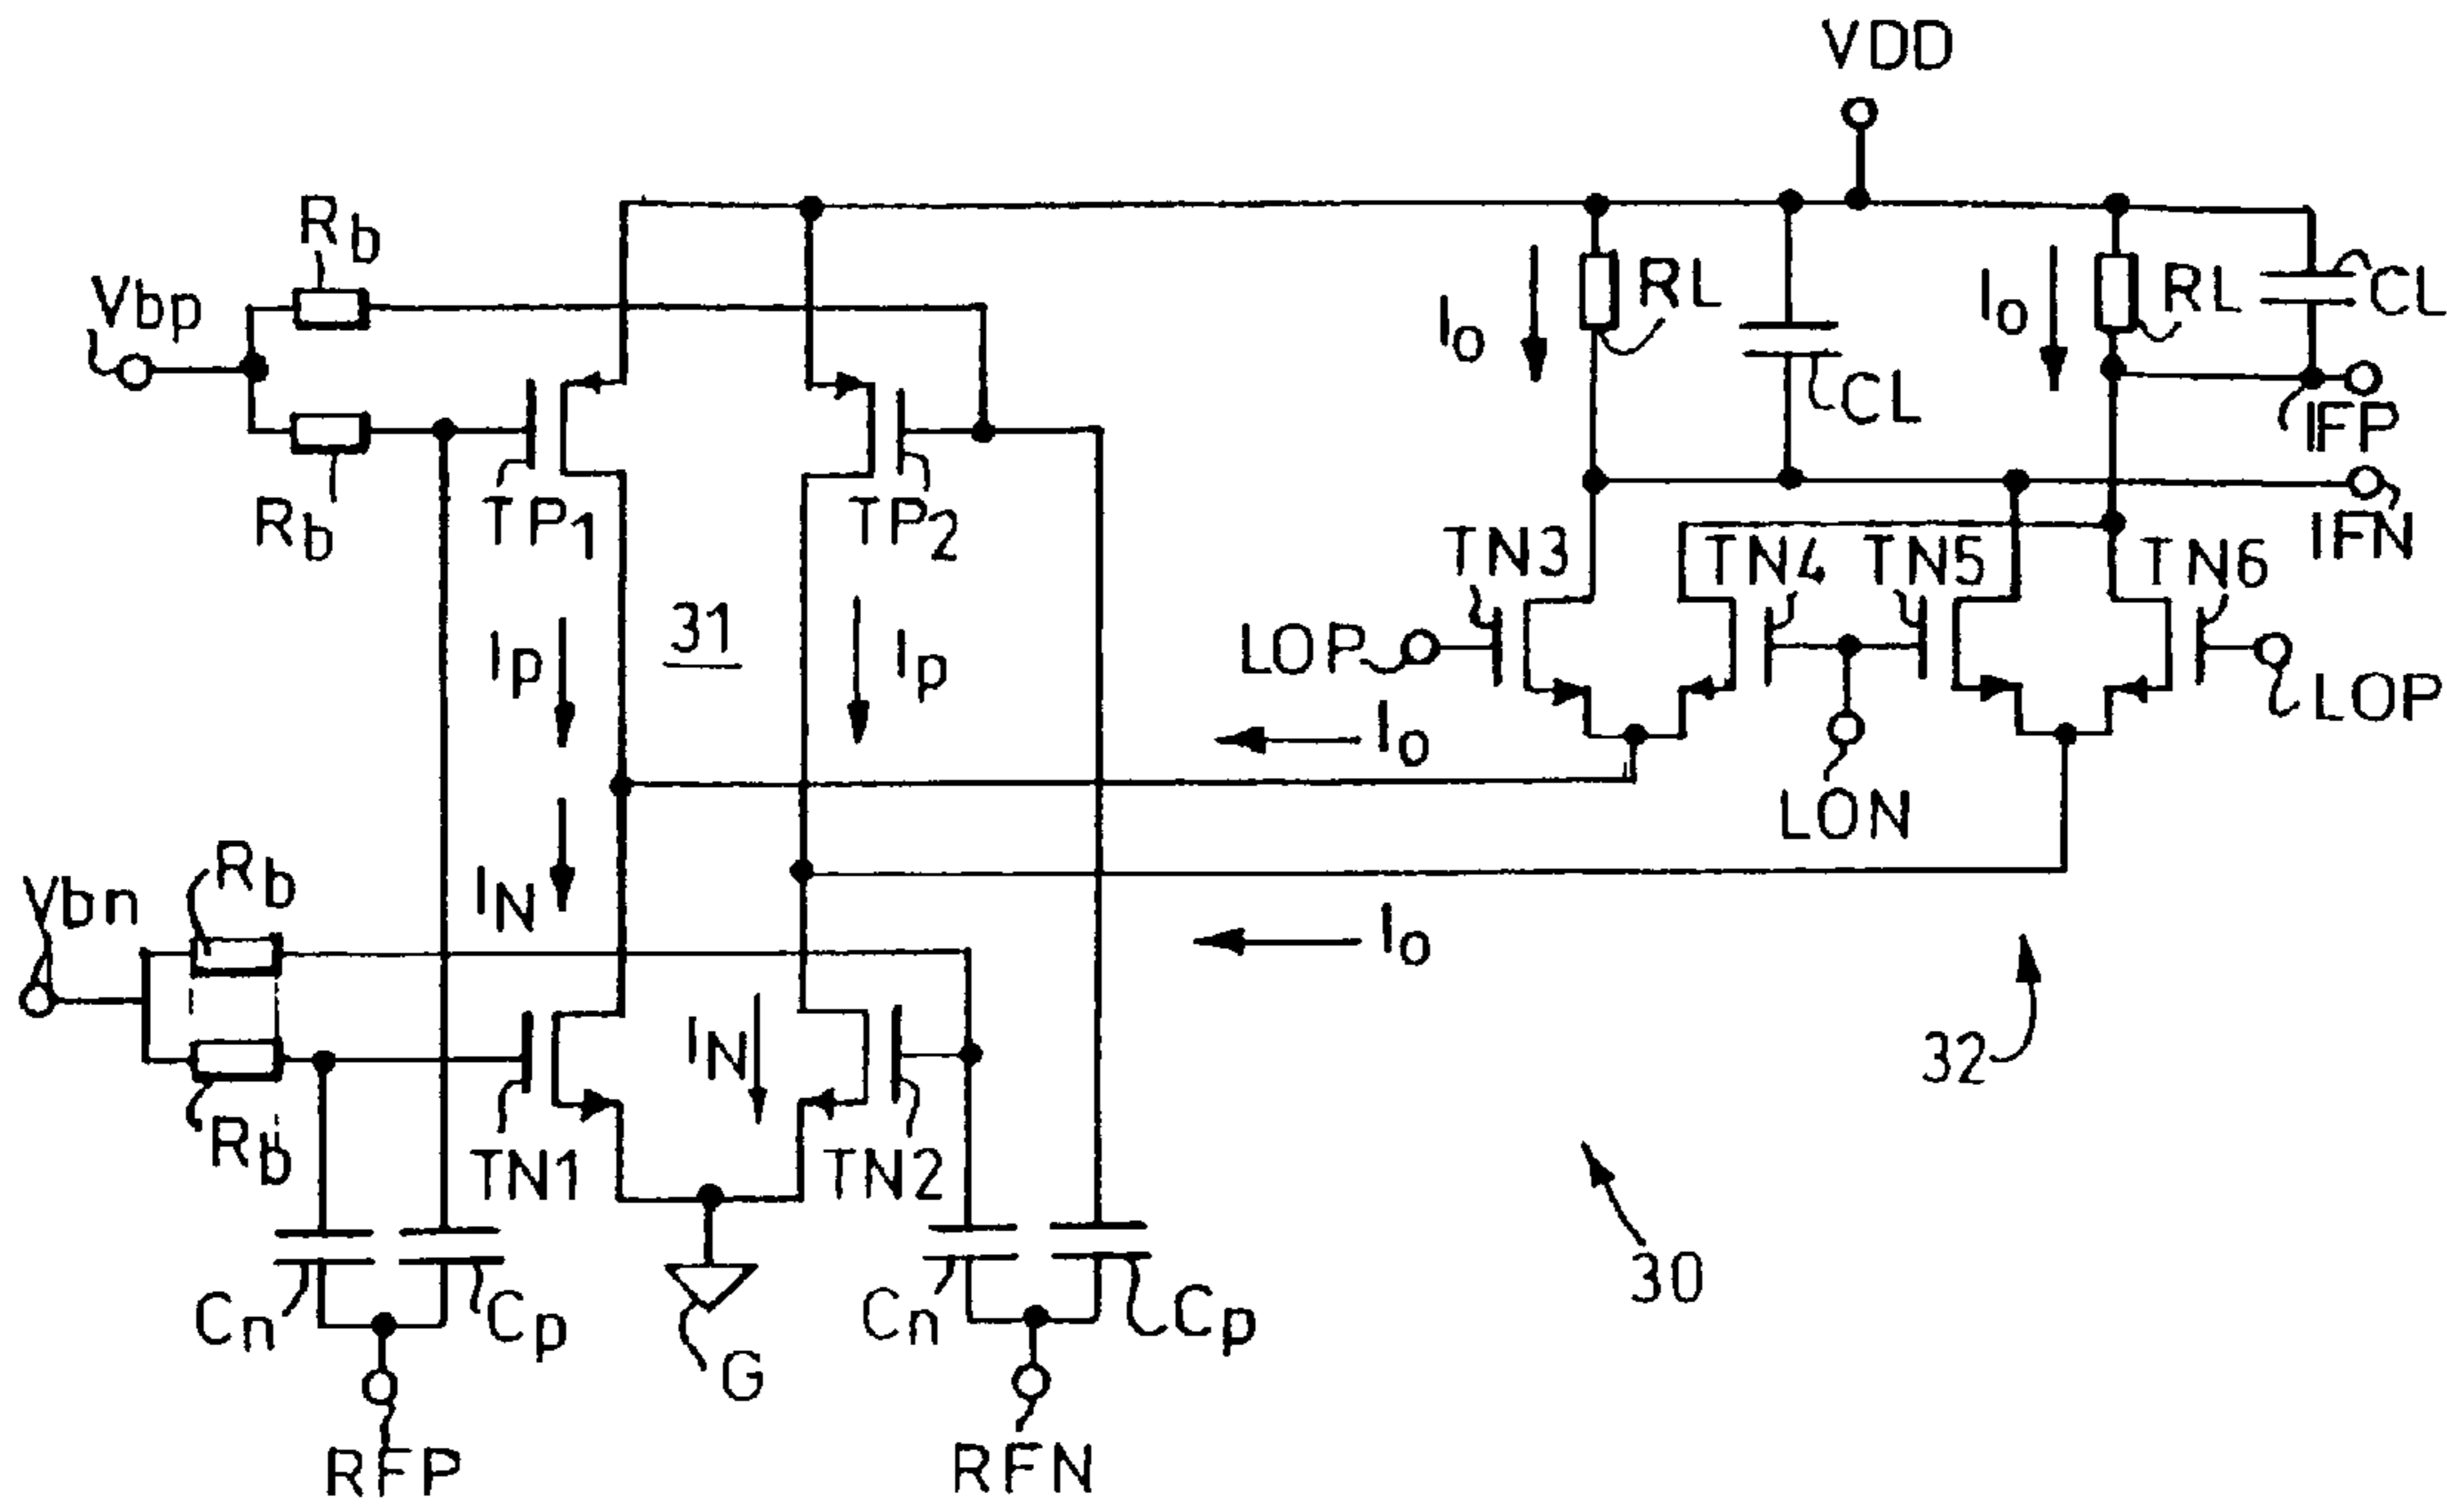 VDD
Rb
Vbp
Rb
TP1
TP2
Io
RL
CL
Io
RL
CL
IFP
IFN
TN3
TN4
TN5
TN6
LOP
LOP
LON
Ip
31
Ip
Io
IN
Io
Vbn
Rb
Rb
IN
TN1
TN2
32
30
Cn
Cp
G
Cn
Cp
RFP
RFN